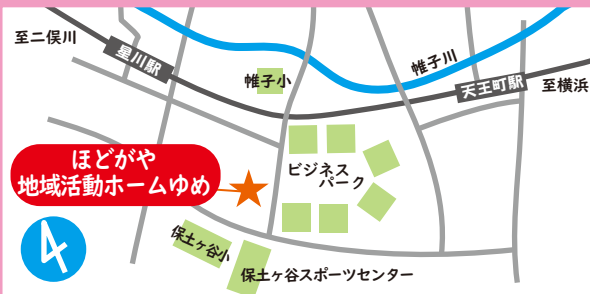 至二俣川
星川駅
帷子小
帷子川
天王町駅
至横浜
ほどがや
地域活動ホームゆめ
ビジネス
パーク
4
保土ヶ谷小
保土ヶ谷スポーツセンター